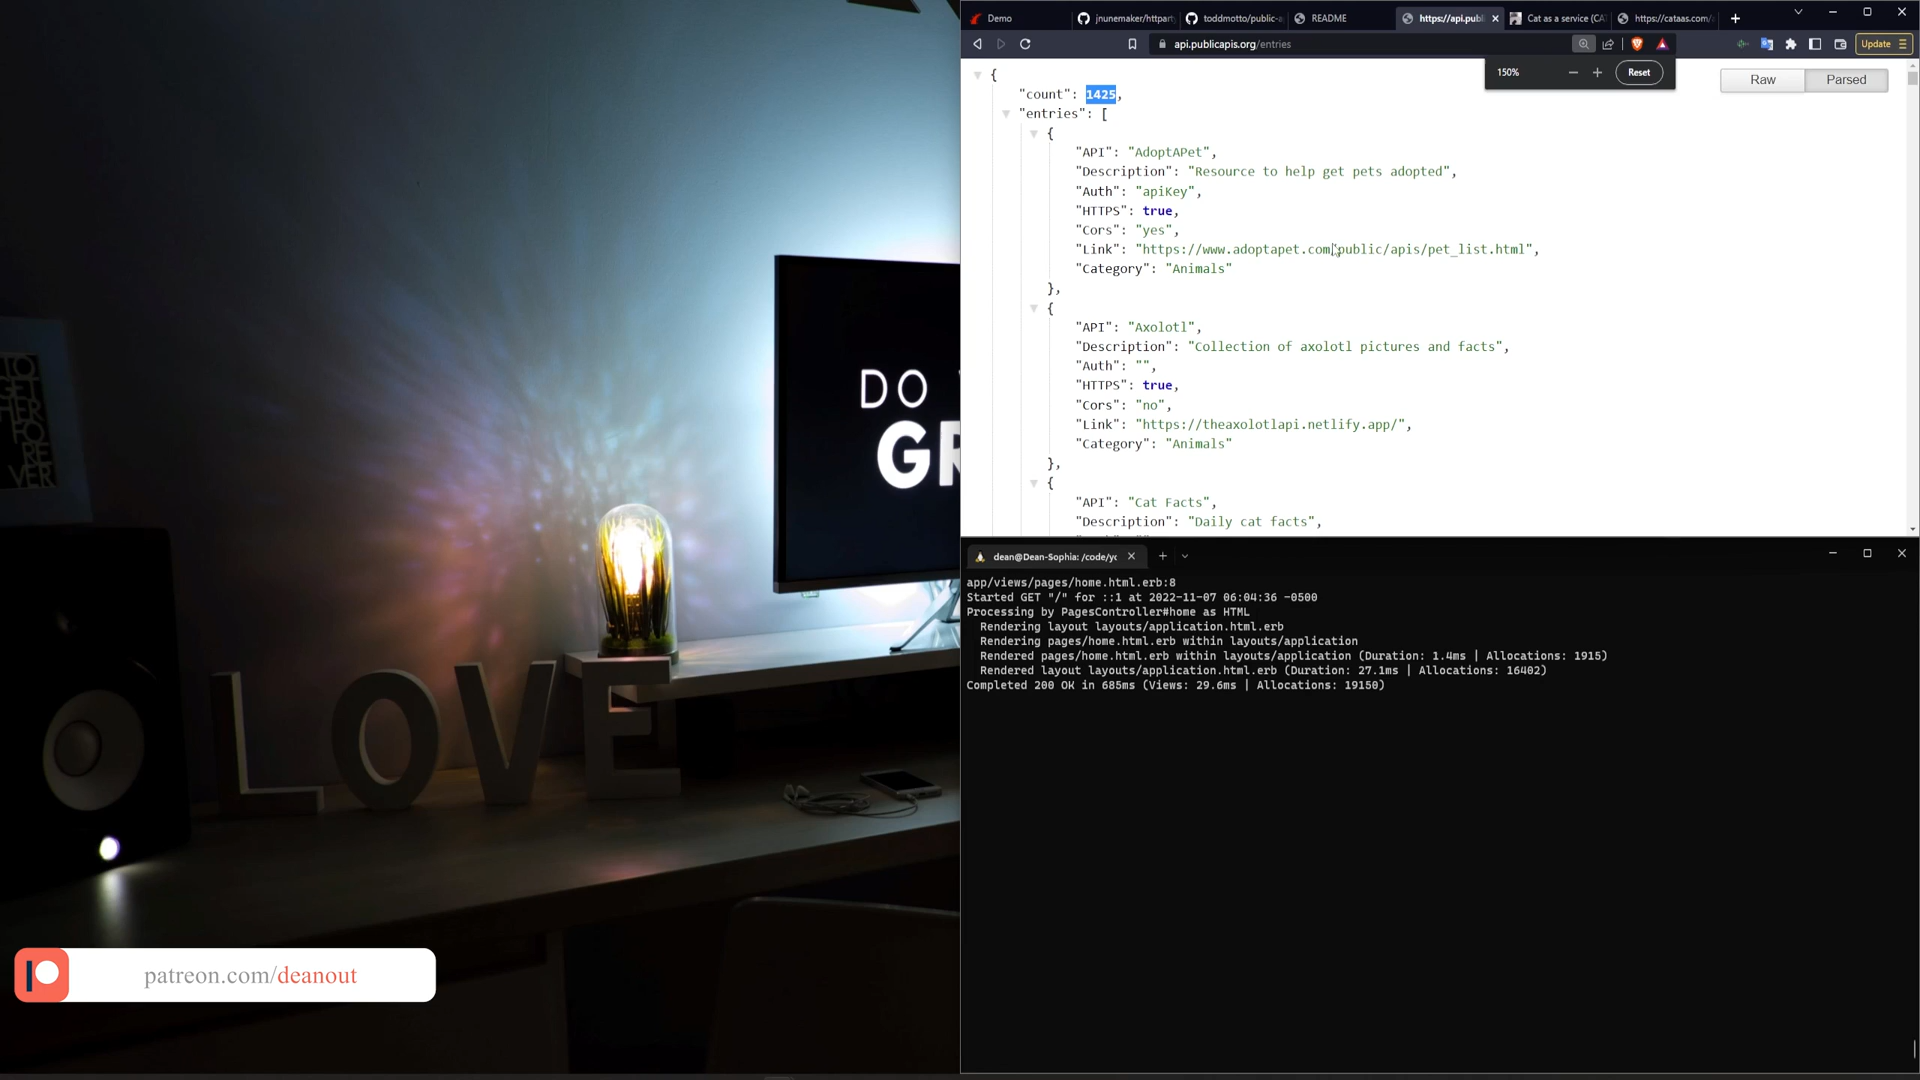 TO
GET
HER
FO
RE
VER
DO
GR
LOVE
patreon.com/deanout
Demo
jnunemaker/httpart
toddmotto/public-a
README
https://api.publ
Cat as a service (CA
https://cataas.com/
api.publicapis.org/entries
Update
150%
Reset
Raw
Parsed
{
"count": 1425,
"entries": [
{
"API": "AdoptAPet",
"Description": "Resource to help get pets adopted",
"Auth": "apiKey",
"HTTPS": true,
"Cors": "yes",
"Link": "https://www.adoptapet.com/public/apis/pet_list.html",
"Category": "Animals"
},
{
"API": "Axolotl",
"Description": "Collection of axolotl pictures and facts",
"Auth": "",
"HTTPS": true,
"Cors": "no",
"Link": "https://theaxolotlapi.netlify.app/",
"Category": "Animals"
},
{
"API": "Cat Facts",
"Description": "Daily cat facts",
dean@Dean-Sophia: /code/yo
app/views/pages/home.html.erb:8
Started GET "/" for ::1 at 2022-11-07 06:04:36 -0500
Processing by PagesController#home as HTML
Rendering layout layouts/application.html.erb
Rendering pages/home.html.erb within layouts/application
Rendered pages/home.html.erb within layouts/application (Duration: 1.4ms | Allocations: 1915)
Rendered layout layouts/application.html.erb (Duration: 27.1ms | Allocations: 16402)
Completed 200 OK in 685ms (Views: 29.6ms | Allocations: 19150)